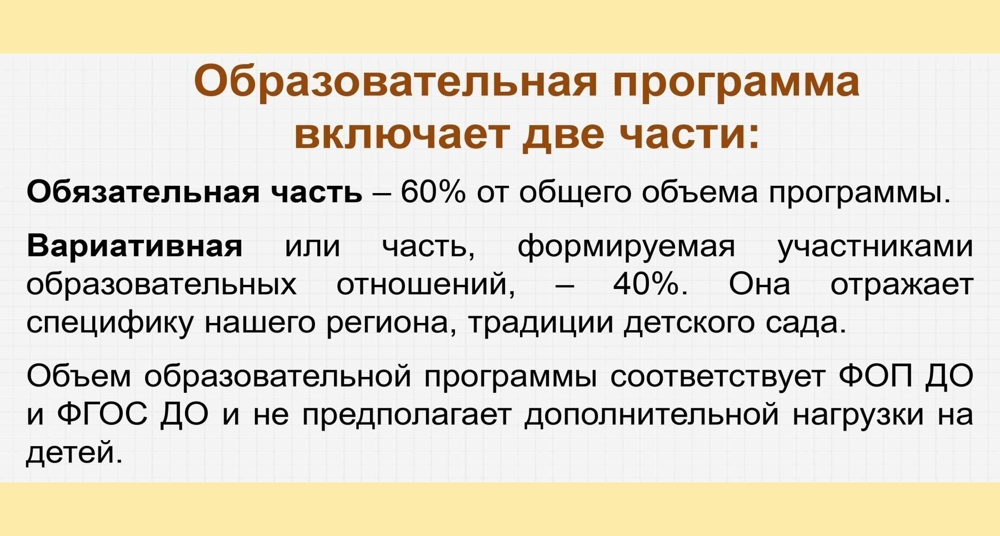 Образовательная программа
включает две части:
Обязательная часть – 60% от общего объема программы.
Вариативная или часть, формируемая участниками
образовательных отношений, – 40%. Она отражает
специфику нашего региона, традиции детского сада.
Объем образовательной программы соответствует ФОП ДО
и ФГОС ДО и не предполагает дополнительной нагрузки на
детей.